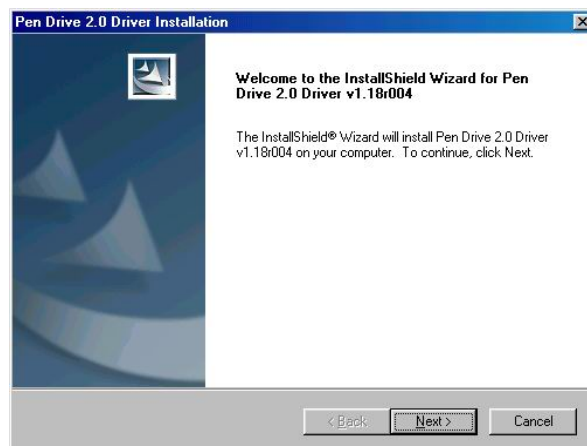 Pen Drive 2.0 Driver Installation
Welcome to the InstallShield Wizard for Pen
Drive 2.0 Driver v1.18r004
The InstallShield® Wizard will install Pen Drive 2.0 Driver
v1.18r004 on your computer. To continue, click Next.
< Back
Next >
Cancel